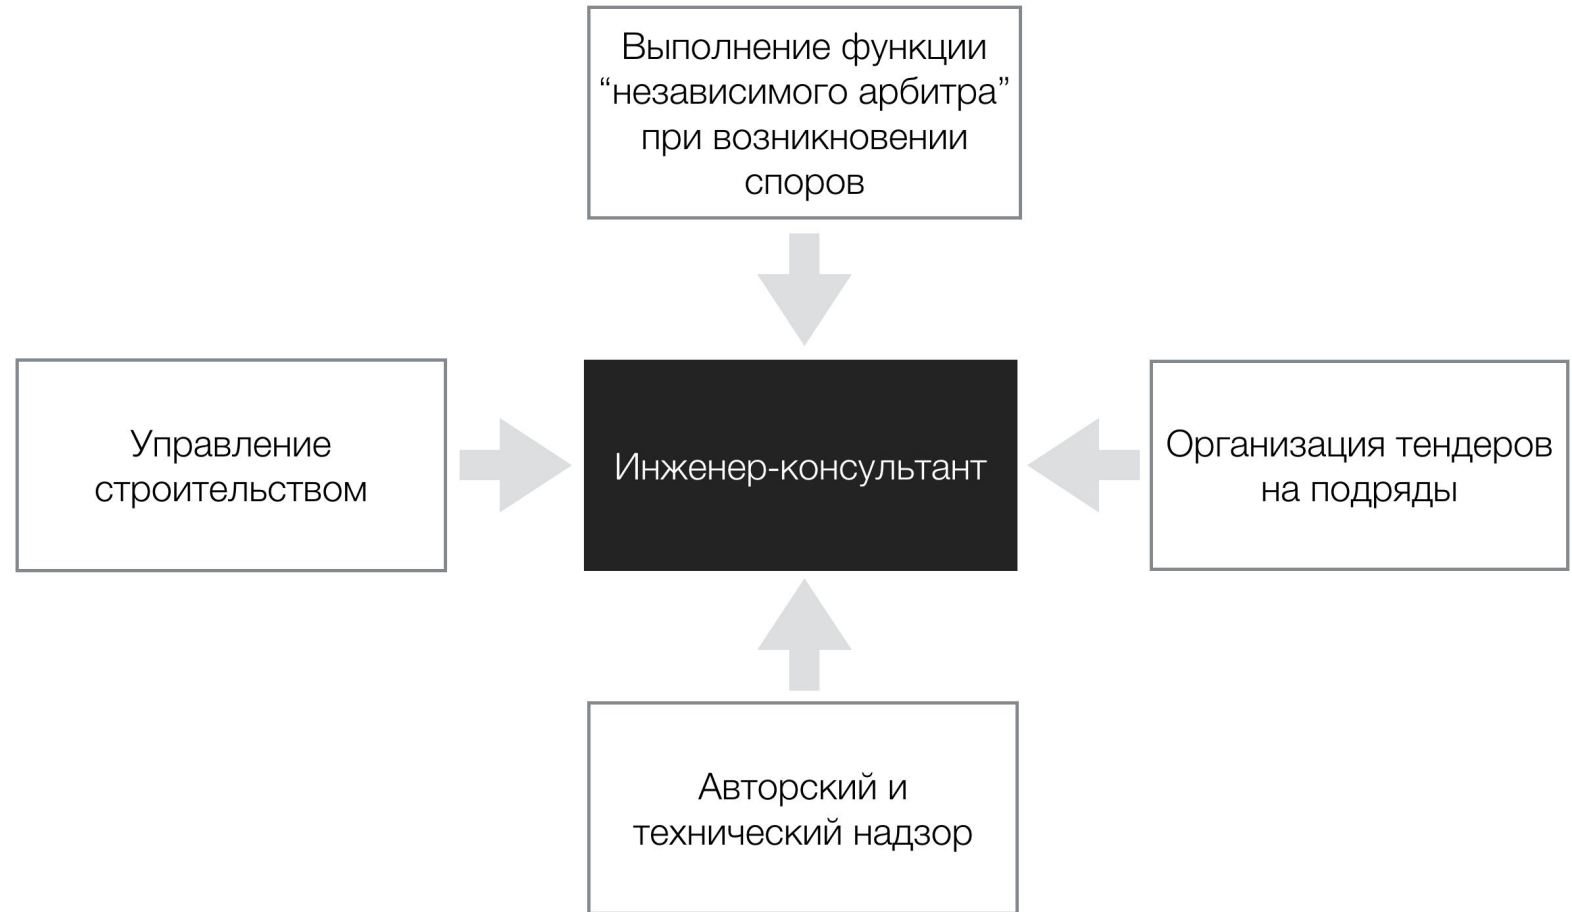 Выполнение функции
“независимого арбитра”
при возникновении
споров
Управление
строительством
Инженер-консультант
Организация тендеров
на подряды
Авторский и
технический надзор